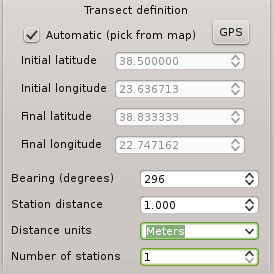 Transect definition
Automatic (pick from map) GPS
Initial latitude 38.500000
Initial longitude 23.636713
Final latitude 38.833333
Final longitude 22.747162
Bearing (degrees) 296
Station distance 1.000
Distance units Meters
Number of stations 1